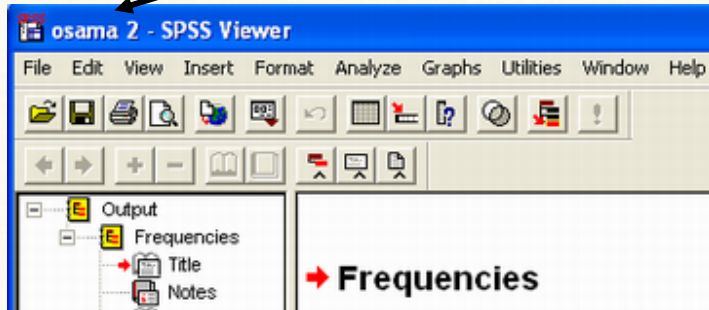 osama 2 - SPSS Viewer
File Edit View Insert Format Analyze Graphs Utilities Window Help
Output
Frequencies
Title
Notes
Frequencies